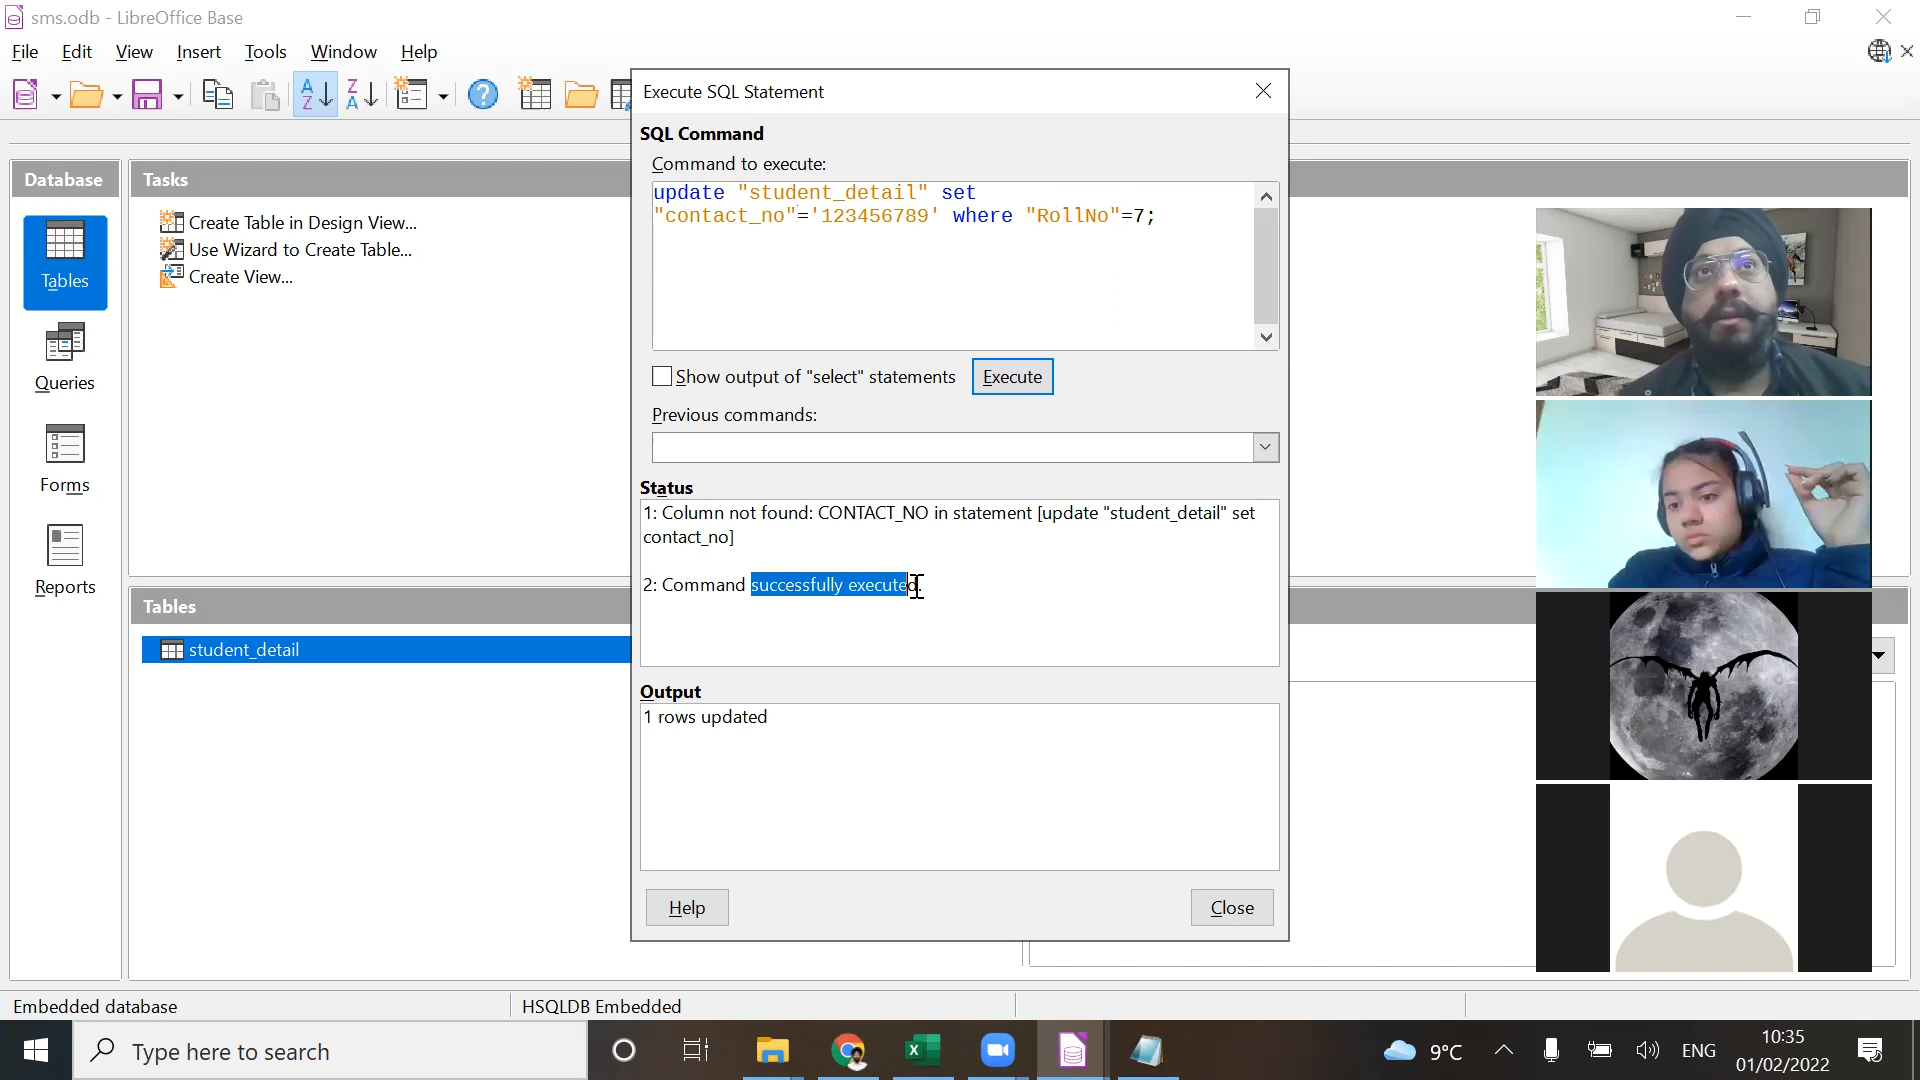 sms.odb - LibreOffice Base
File Edit View Insert Tools Window Help
Execute SQL Statement
SQL Command
Command to execute:
update "student_detail" set
"contact_no"='123456789' where "RollNo"=7;
Show output of "select" statements
Execute
Previous commands:
Status
1: Column not found: CONTACT_NO in statement [update "student_detail" set
contact_no]
2: Command successfully executed.
Output
1 rows updated
Help
Close
Database
Tables
Queries
Forms
Reports
Tasks
Create Table in Design View...
Use Wizard to Create Table...
Create View...
Tables
student_detail
Embedded database
HSQLDB Embedded
Type here to search
9°C
ENG
10:35
01/02/2022